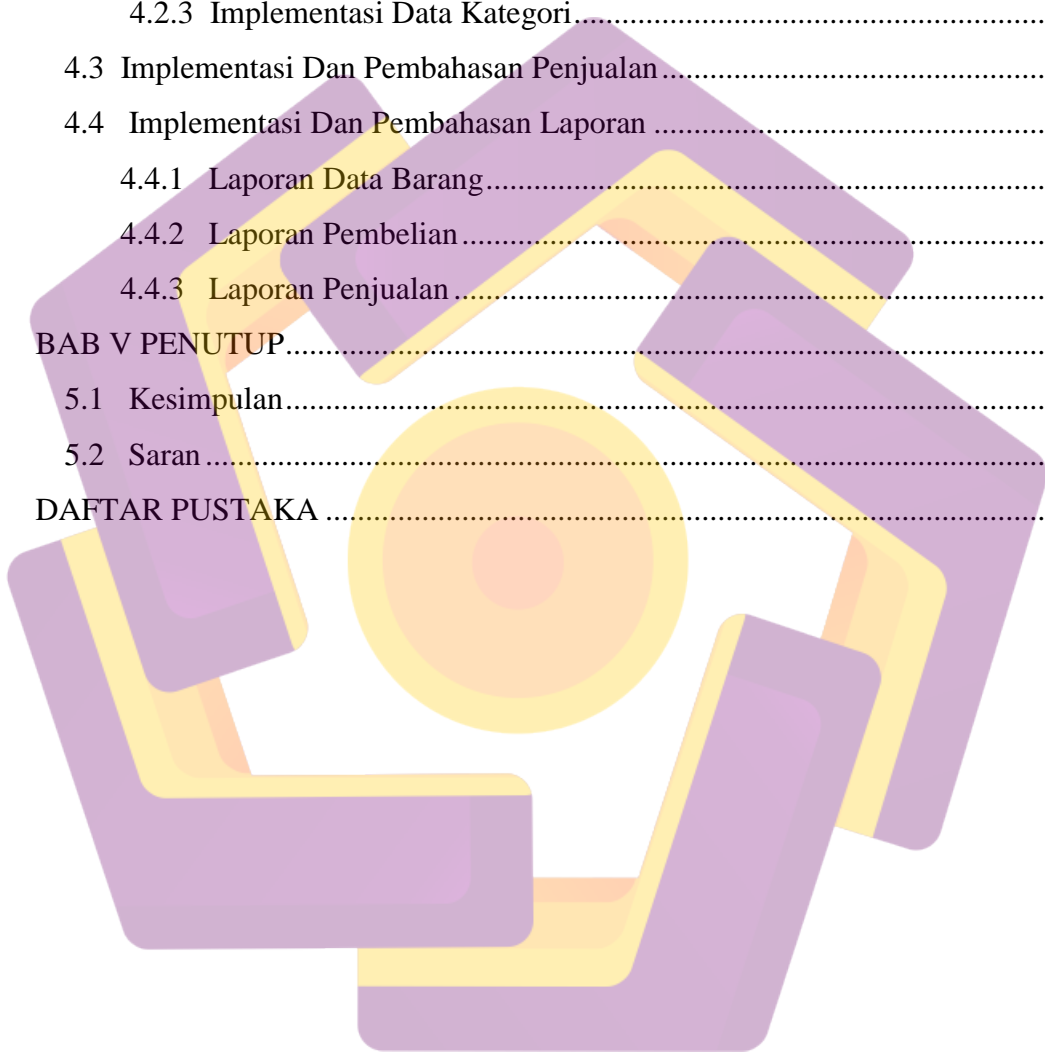 4.2.3 Implementasi Data Kategori........................................................
4.3 Implementasi Dan Pembahasan Penjualan.............................................
4.4 Implementasi Dan Pembahasan Laporan ..............................................
4.4.1 Laporan Data Barang.................................................................
4.4.2 Laporan Pembelian....................................................................
4.4.3 Laporan Penjualan .....................................................................
BAB V PENUTUP.........................................................................................
5.1 Kesimpulan..........................................................................................
5.2 Saran ...................................................................................................
DAFTAR PUSTAKA ....................................................................................